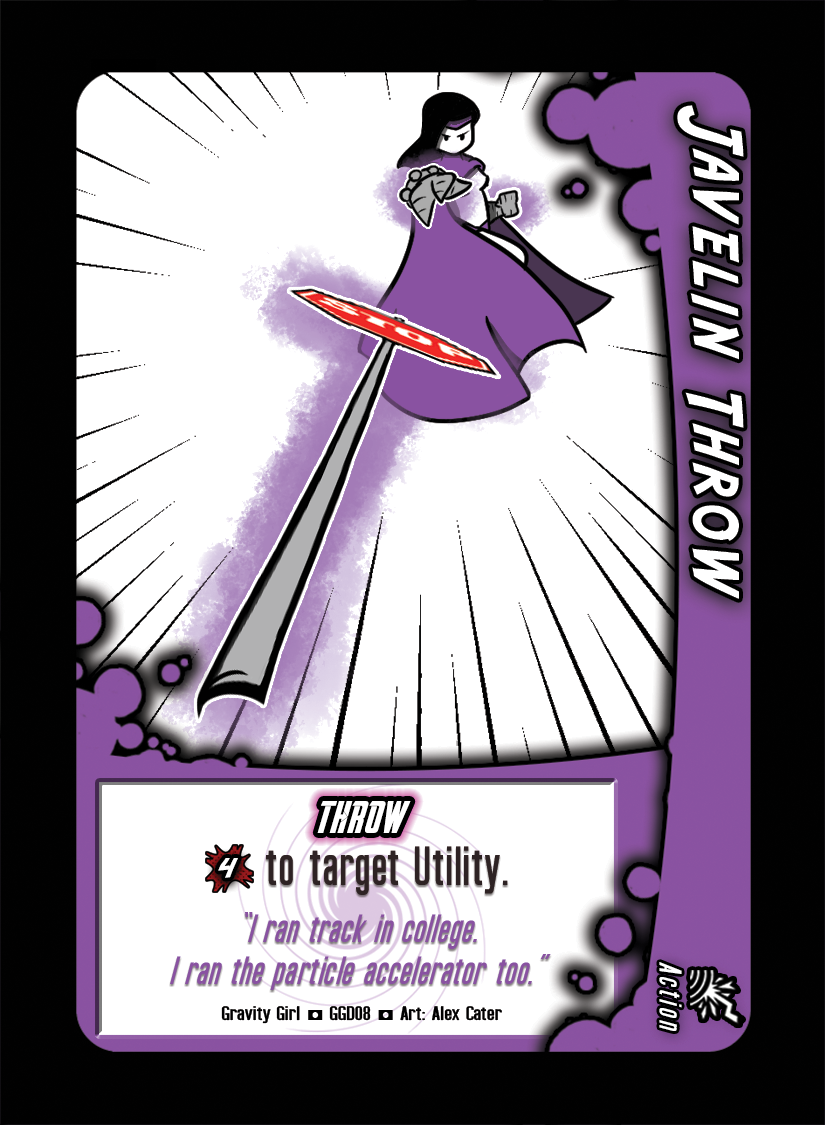 JAVELIN THROW
STOP
THROW
4 to target Utility.
"I ran track in college.
I ran the particle accelerator too."
Gravity Girl ◘ GGD08 ◘ Art: Alex Cater
Action